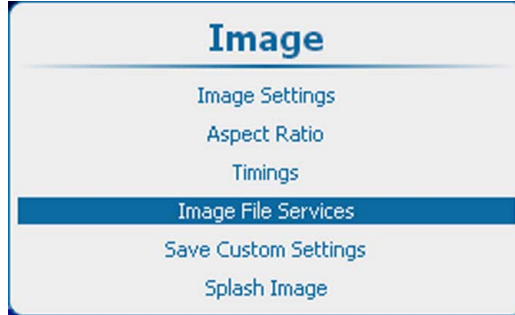 Image
Image Settings
Aspect Ratio
Timings
Image File Services
Save Custom Settings
Splash Image